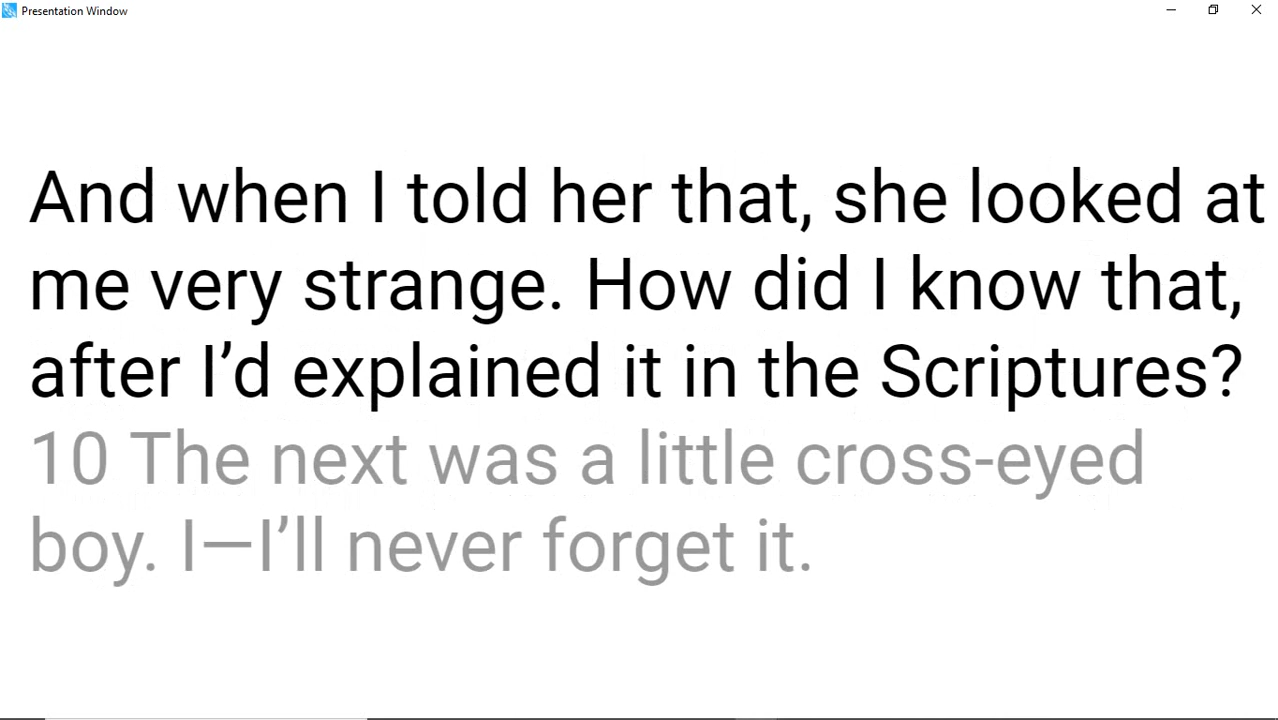 Presentation Window
And when I told her that, she looked at
me very strange. How did I know that,
after I’d explained it in the Scriptures?
10 The next was a little cross-eyed
boy. I—I’ll never forget it.